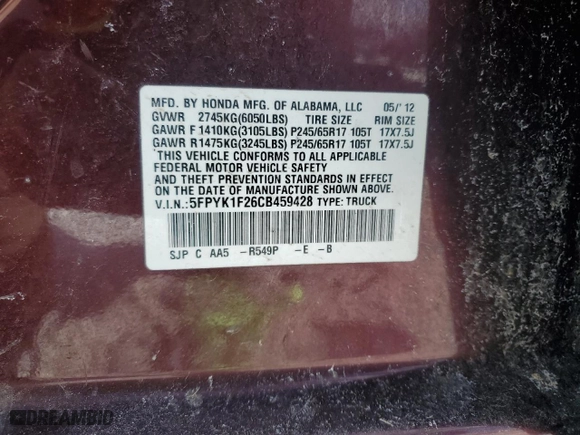 MFD. BY HONDA MFG. OF ALABAMA, LLC 05/'12
GVWR 2745KG(6050LBS) TIRE SIZE RIM SIZE
GAWR F 1410KG(3105LBS) P245/65R17 105T 17X7.5J
GAWR R 1475KG(3245LBS) P245/65R17 105T 17X7.5J
THIS VEHICLE CONFORMS TO ALL APPLICABLE
FEDERAL MOTOR VEHICLE SAFETY
AND THEFT PREVENTION STANDARDS IN EFFECT
ON THE DATE OF MANUFACTURE SHOWN ABOVE.
V.I.N.: 5FPYK1F26CB459428 TYPE: TRUCK
SJP C AA5 -R549P -E -B
DREAMBID